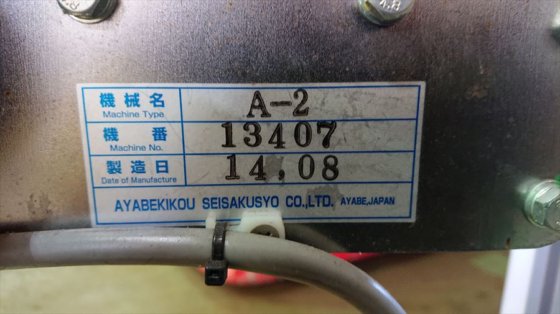 機械名 A-2
Machine Type
機番 13407
Machine No.
製造日 14.08
Date of Manufacture
AYABEKIKOU SEISAKUSYO CO.,LTD. AYABE,JAPAN